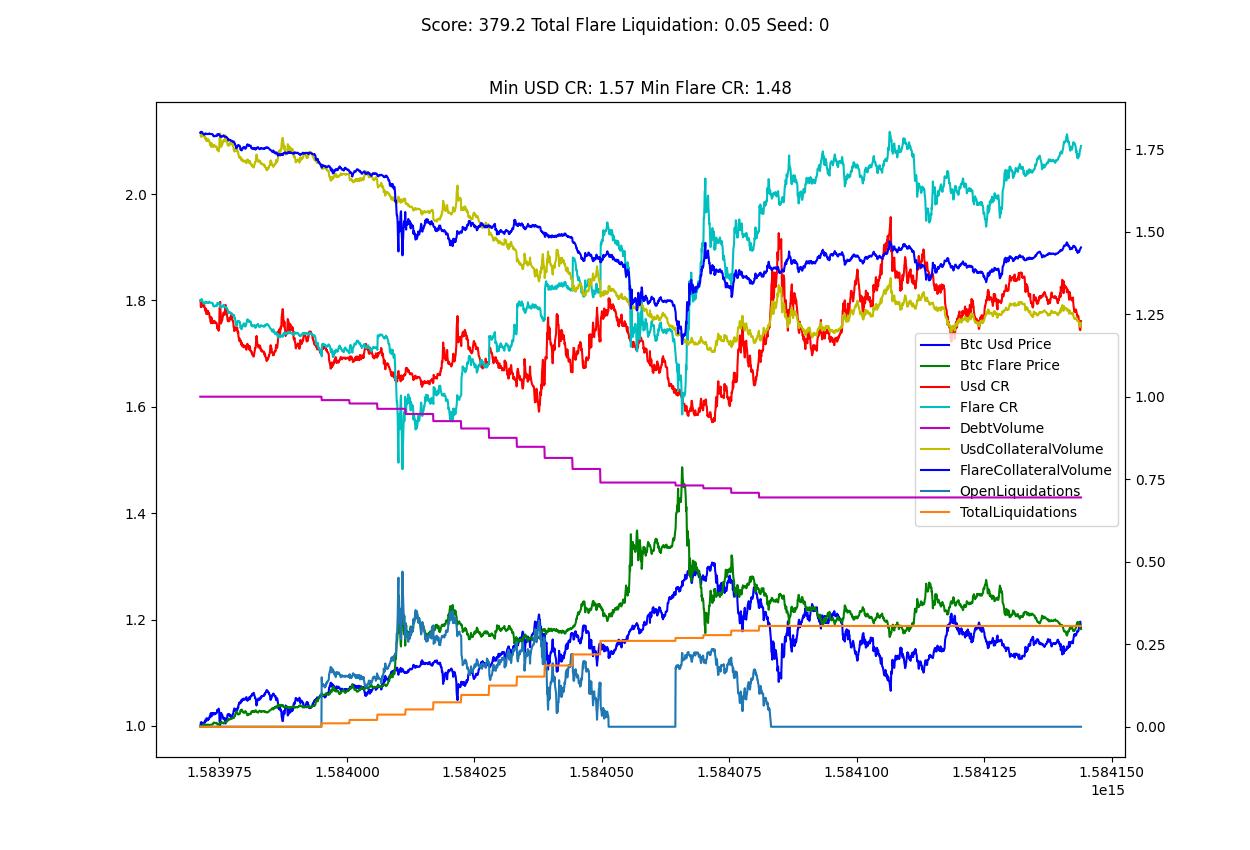 Score: 379.2 Total Flare Liquidation: 0.05 Seed: 0
Min USD CR: 1.57 Min Flare CR: 1.48
2.0
1.8
1.6
1.4
1.2
1.0
1.75
1.50
1.25
1.00
0.75
0.50
0.25
0.00
Btc Usd Price
Btc Flare Price
Usd CR
Flare CR
DebtVolume
UsdCollateralVolume
FlareCollateralVolume
OpenLiquidations
TotalLiquidations
1.583975 1.584000 1.584025 1.584050 1.584075 1.584100 1.584125 1.584150
1e15